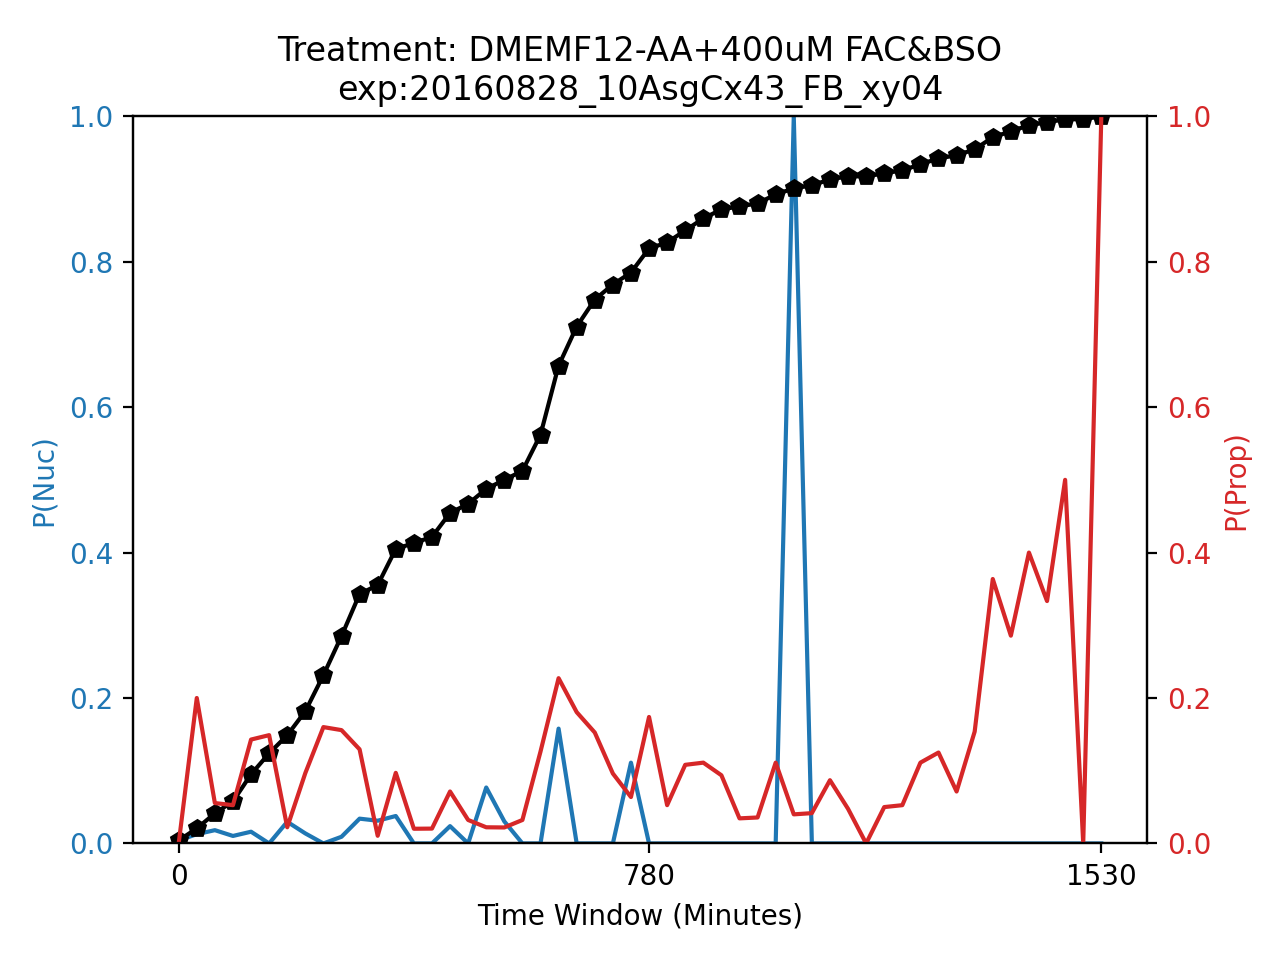 Treatment: DMEMF12-AA+400uM FAC&BSO
exp:20160828_10AsgCx43_FB_xy04
1.0
0.8
0.6
0.4
0.2
0.0
P(Nuc)
1.0
0.8
0.6
0.4
0.2
0.0
P(Prop)
0 780 1530
Time Window (Minutes)